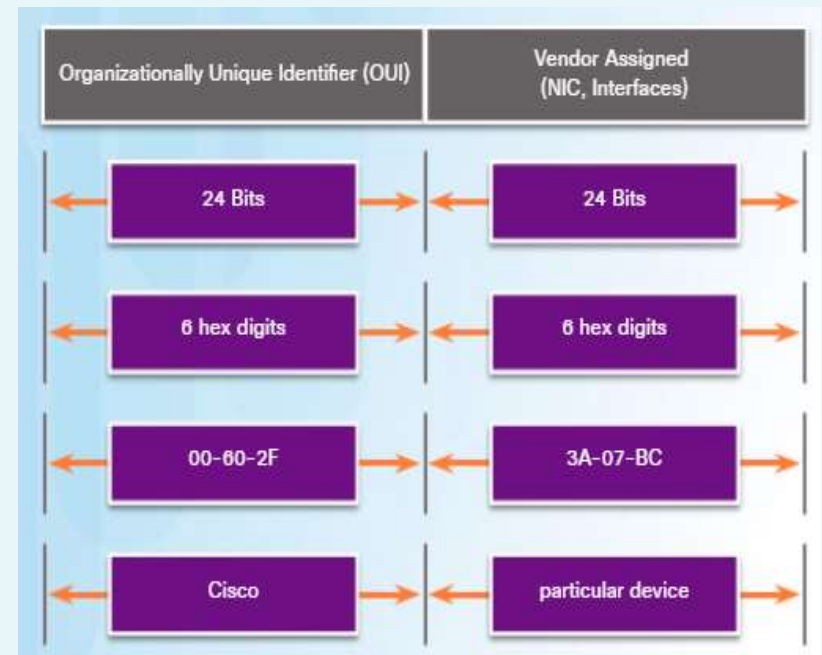 Organizationally Unique Identifier (OUI)
Vendor Assigned
(NIC, Interfaces)
24 Bits
24 Bits
6 hex digits
6 hex digits
00-60-2F
3A-07-BC
Cisco
particular device